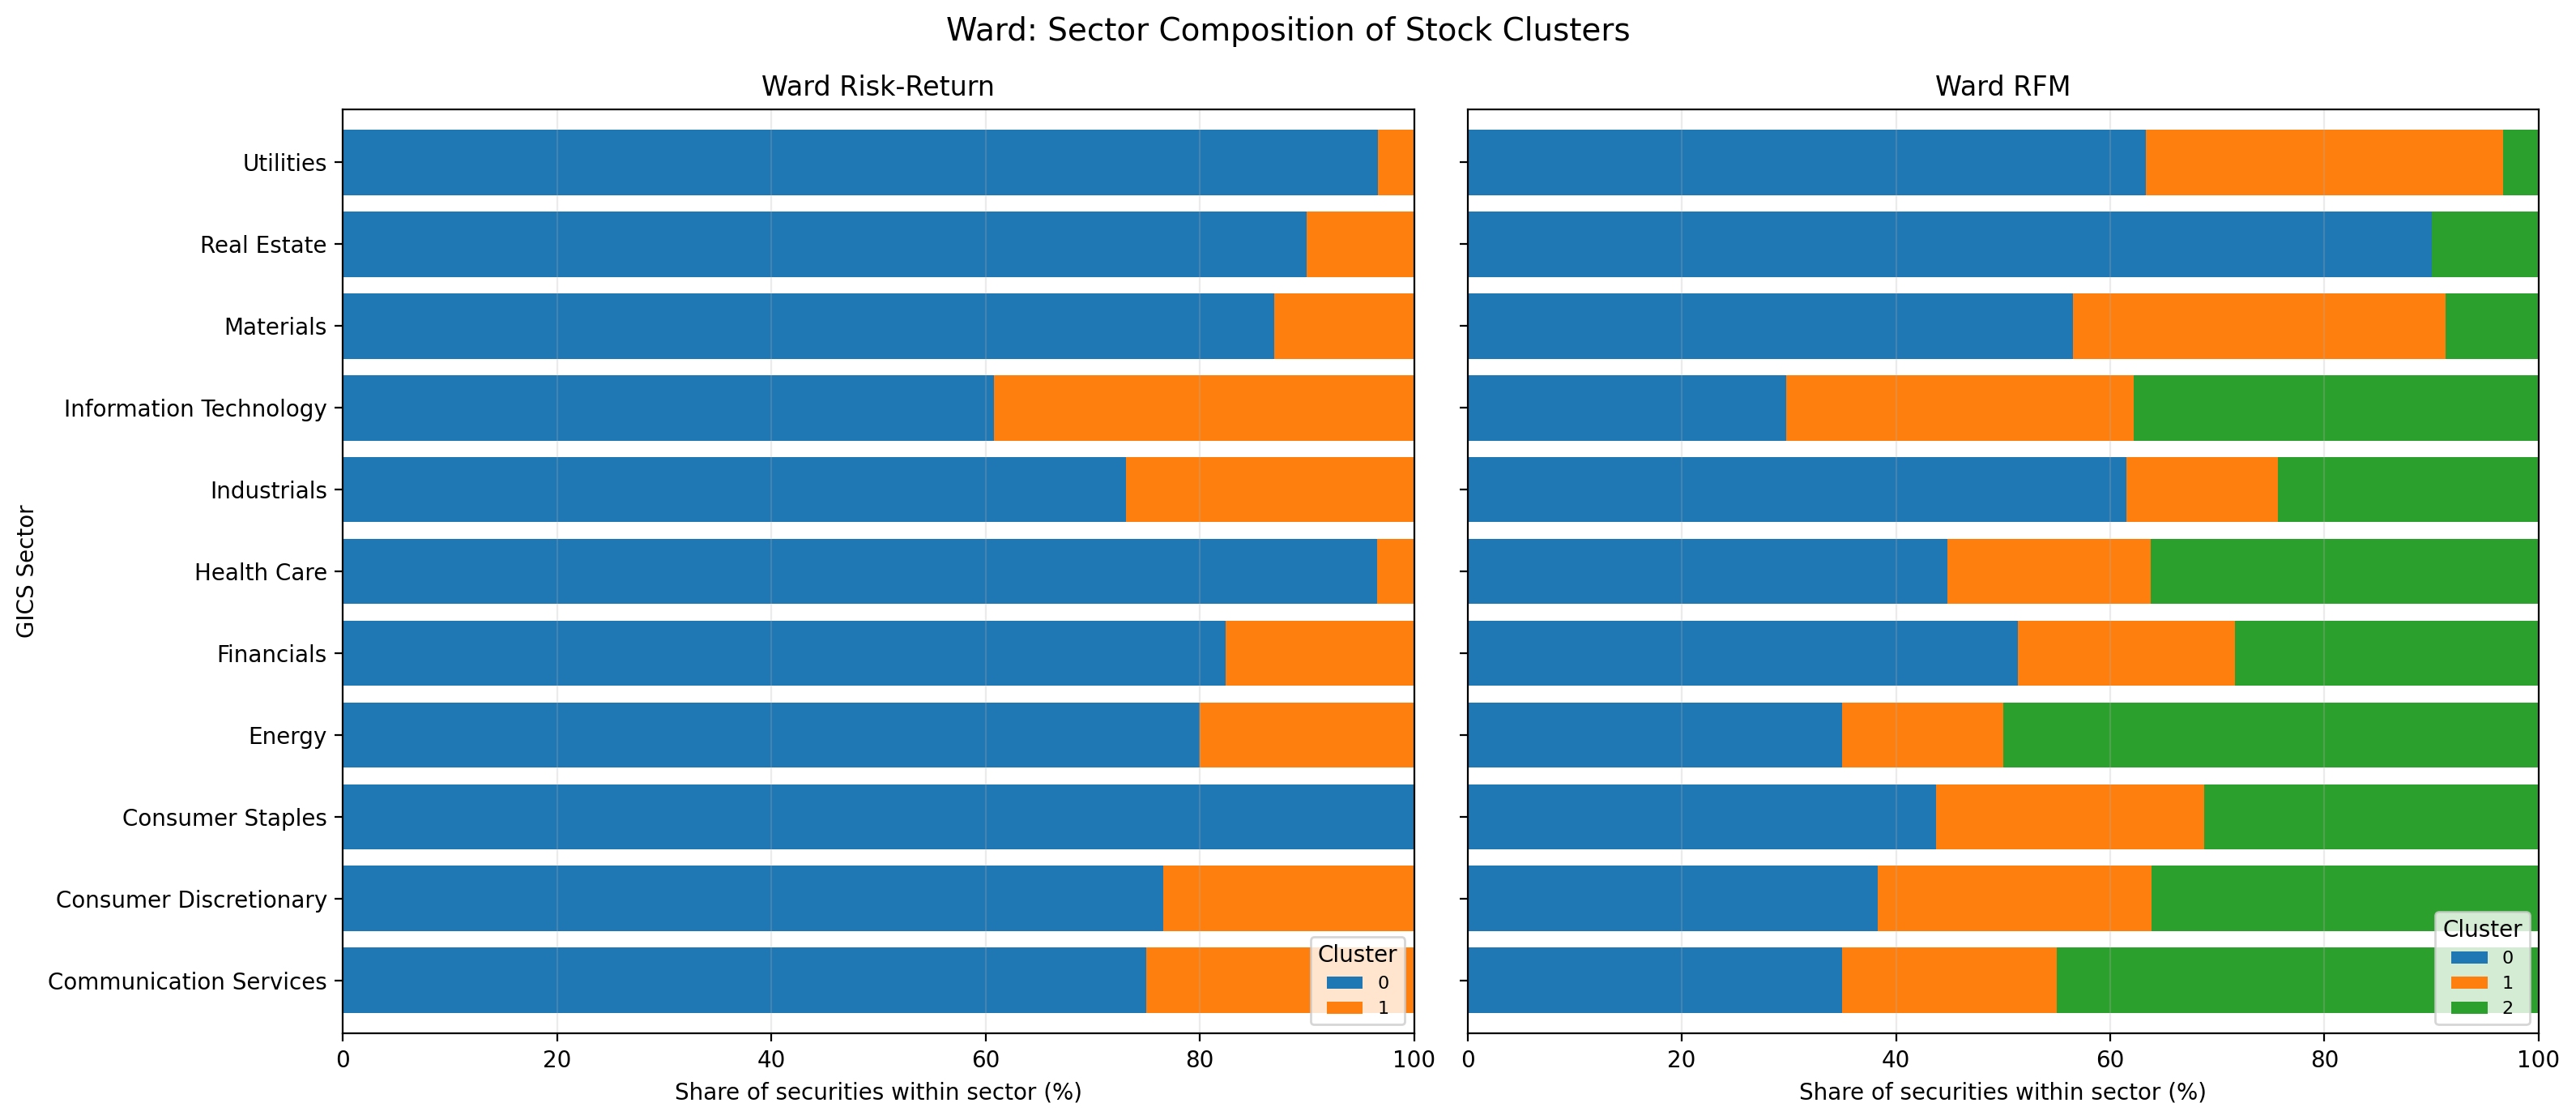 Ward: Sector Composition of Stock Clusters
Ward Risk-Return
GICS Sector
Utilities
Real Estate
Materials
Information Technology
Industrials
Health Care
Financials
Energy
Consumer Staples
Consumer Discretionary
Communication Services
Cluster
0
1
0 20 40 60 80 100
Share of securities within sector (%)
Ward RFM
Cluster
0
1
2
0 20 40 60 80 100
Share of securities within sector (%)